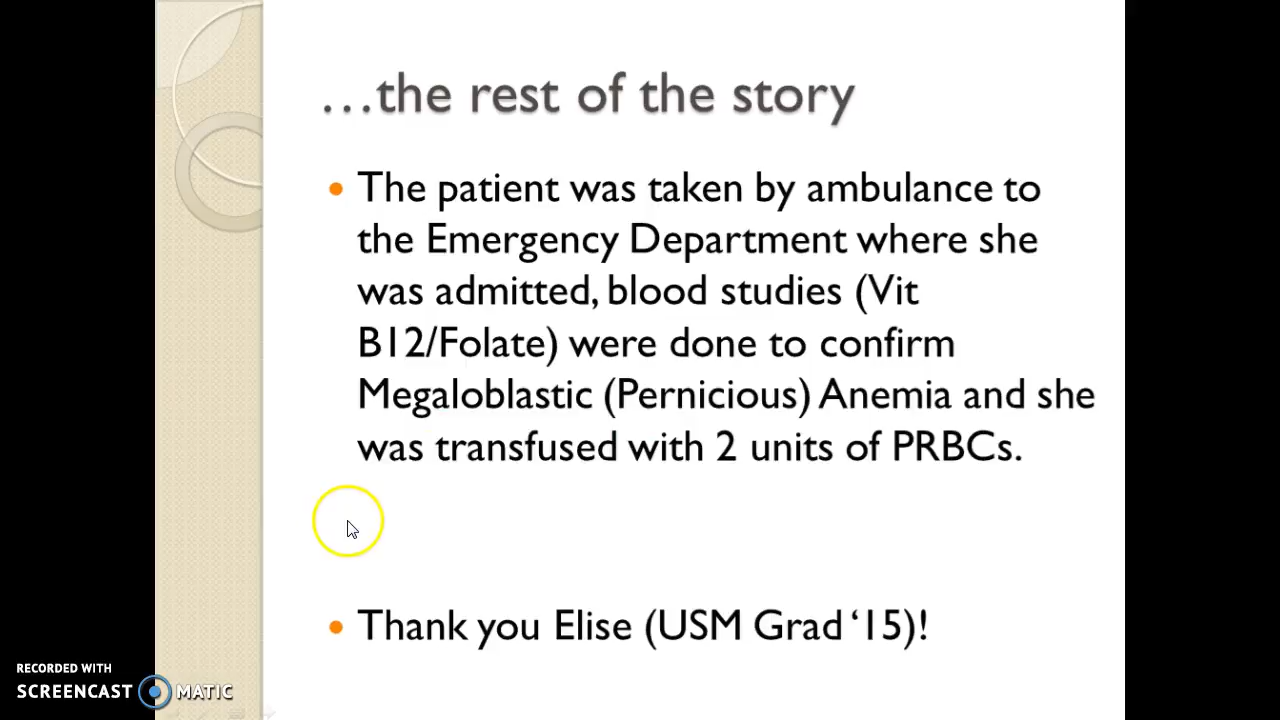 …the rest of the story
• The patient was taken by ambulance to
the Emergency Department where she
was admitted, blood studies (Vit
B12/Folate) were done to confirm
Megaloblastic (Pernicious) Anemia and she
was transfused with 2 units of PRBCs.
• Thank you Elise (USM Grad ‘15)!
RECORDED WITH
SCREENCAST MATIC